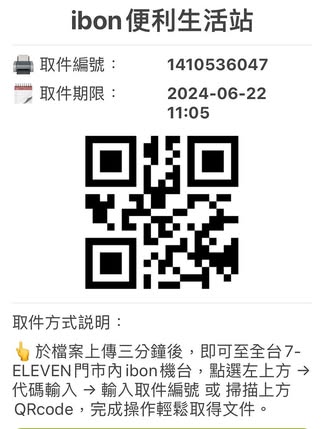 ibon便利生活站
取件編號： 1410536047
取件期限： 2024-06-22
11:05
取件方式説明：
👆於檔案上傳三分鐘後，即可至全台7-
ELEVEN門市內ibon機台，點選左上方 →
代碼輸入 → 輸入取件編號 或 掃描上方
QRcode，完成操作輕鬆取得文件。